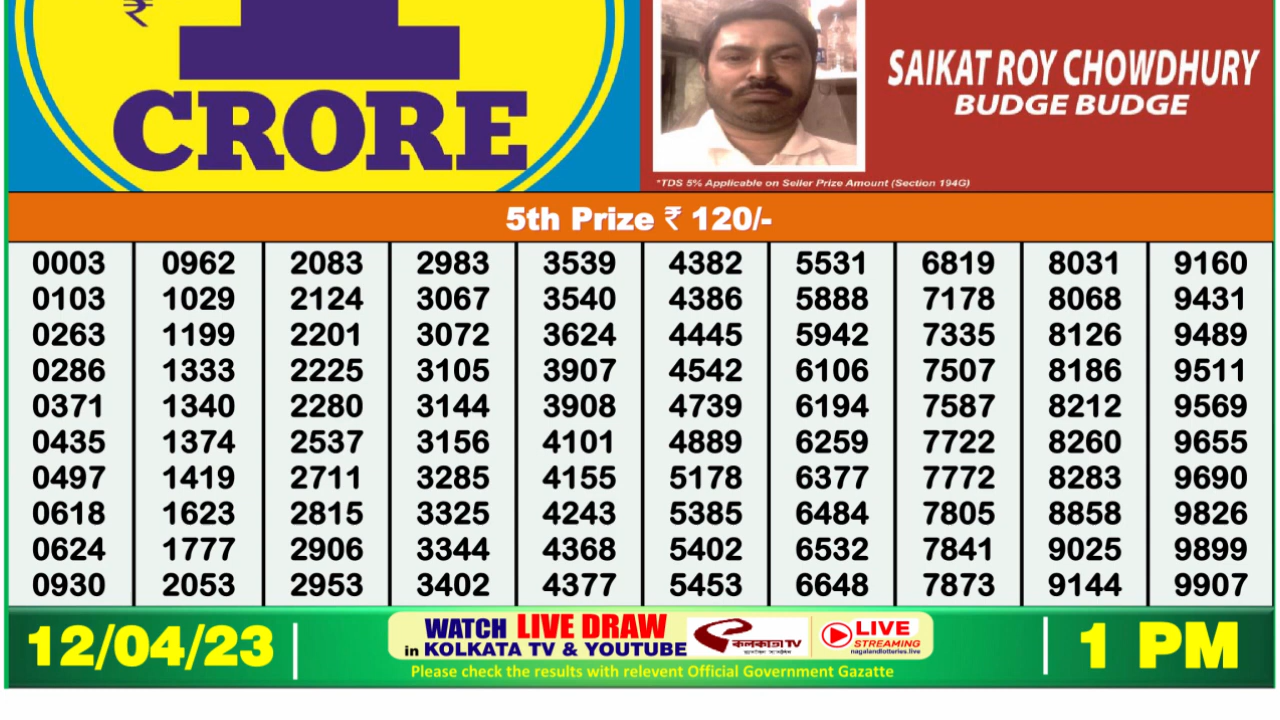 ₹
1
CRORE
SAIKAT ROY CHOWDHURY
BUDGE BUDGE
*TDS 5% Applicable on Seller Prize Amount (Section 194G)
5th Prize ₹ 120/-
0003 0962 2083 2983 3539 4382 5531 6819 8031 9160
0103 1029 2124 3067 3540 4386 5888 7178 8068 9431
0263 1199 2201 3072 3624 4445 5942 7335 8126 9489
0286 1333 2225 3105 3907 4542 6106 7507 8186 9511
0371 1340 2280 3144 3908 4739 6194 7587 8212 9569
0435 1374 2537 3156 4101 4889 6259 7722 8260 9655
0497 1419 2711 3285 4155 5178 6377 7772 8283 9690
0618 1623 2815 3325 4243 5385 6484 7805 8858 9826
0624 1777 2906 3344 4368 5402 6532 7841 9025 9899
0930 2053 2953 3402 4377 5453 6648 7873 9144 9907
12/04/23
WATCH LIVE DRAW
in KOLKATA TV & YOUTUBE
কলকাতা TV
LIVE
STREAMING
nagalandlotteries.live
Please check the results with relevent Official Government Gazatte
1 PM